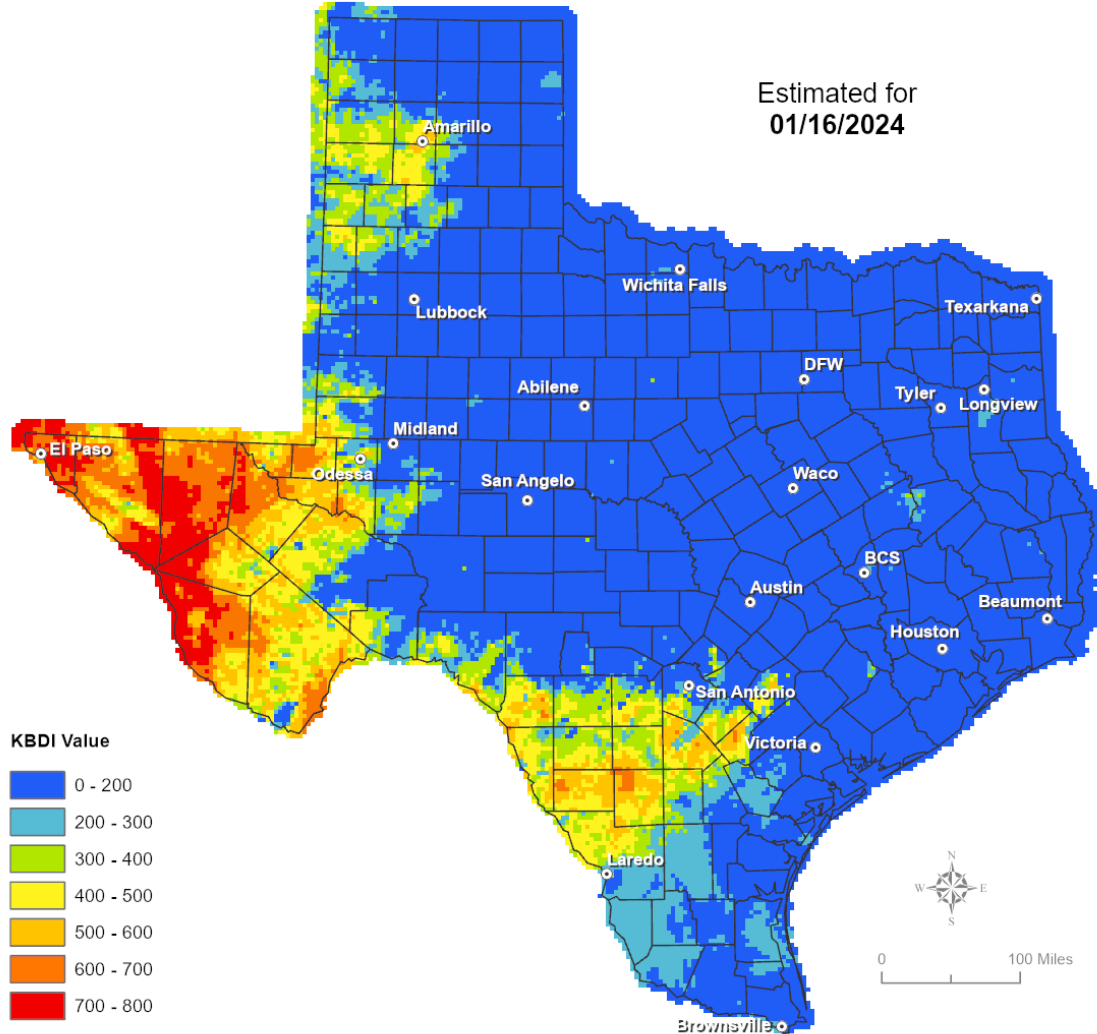 Estimated for
01/16/2024
Amarillo
Wichita Falls
Texarkana
Lubbock
DFW
Abilene
Tyler
Longview
Midland
El Paso
Odessa
San Angelo
Waco
BCS
Austin
Beaumont
Houston
San Antonio
Victoria
Laredo
Brownsville
KBDI Value
0 - 200
200 - 300
300 - 400
400 - 500
500 - 600
600 - 700
700 - 800
N
W
E
S
0
100 Miles